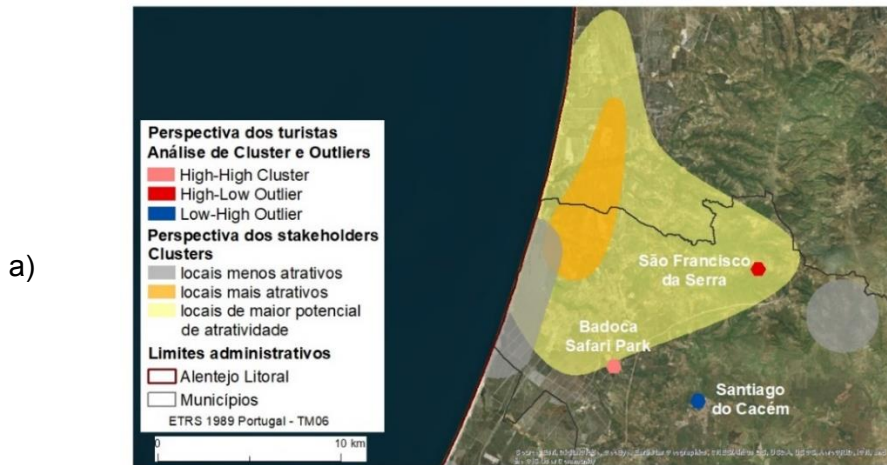 a)
Perspectiva dos turistas
Análise de Cluster e Outliers
High-High Cluster
High-Low Outlier
Low-High Outlier
Perspectiva dos stakeholders
Clusters
locais menos atrativos
locais mais atrativos
locais de maior potencial
de atratividade
Limites administrativos
Alentejo Litoral
Municípios
ETRS 1989 Portugal - TM06
0 10 km
São Francisco
da Serra
Badoca
Safari Park
Santiago
do Cacém